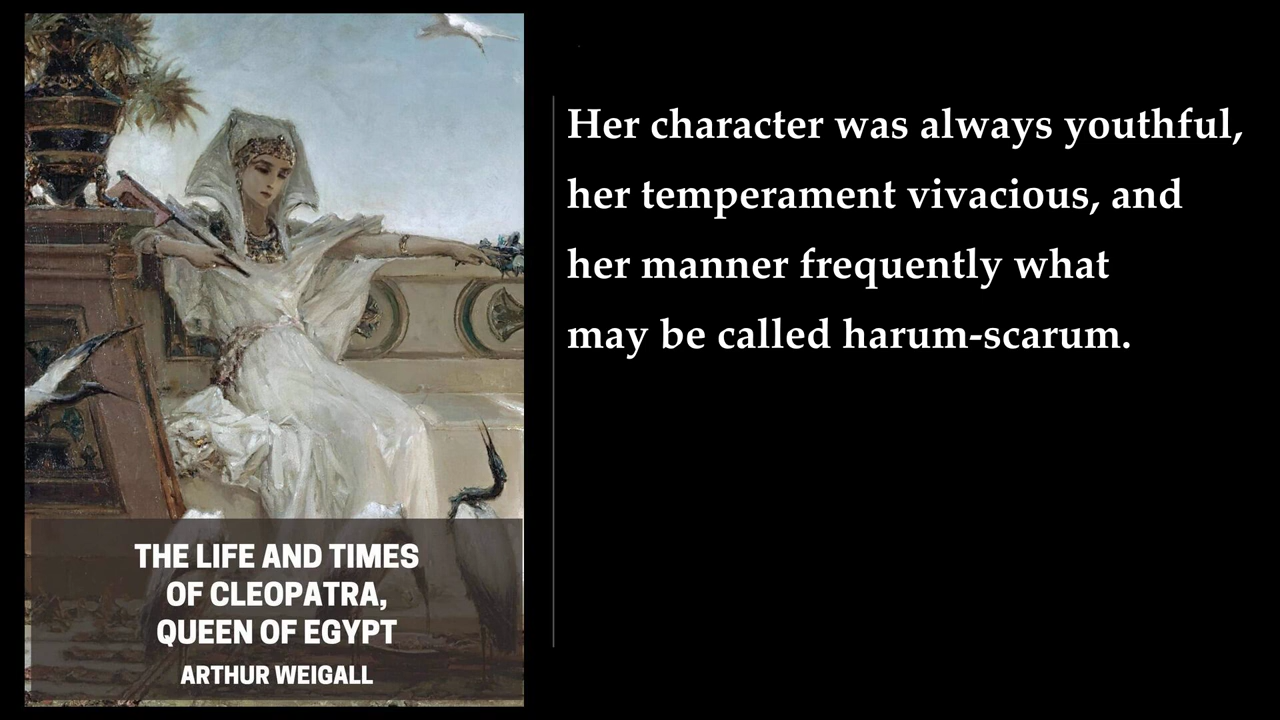 Her character was always youthful,
her temperament vivacious, and
her manner frequently what
may be called harum-scarum.
THE LIFE AND TIMES
OF CLEOPATRA,
QUEEN OF EGYPT
ARTHUR WEIGALL